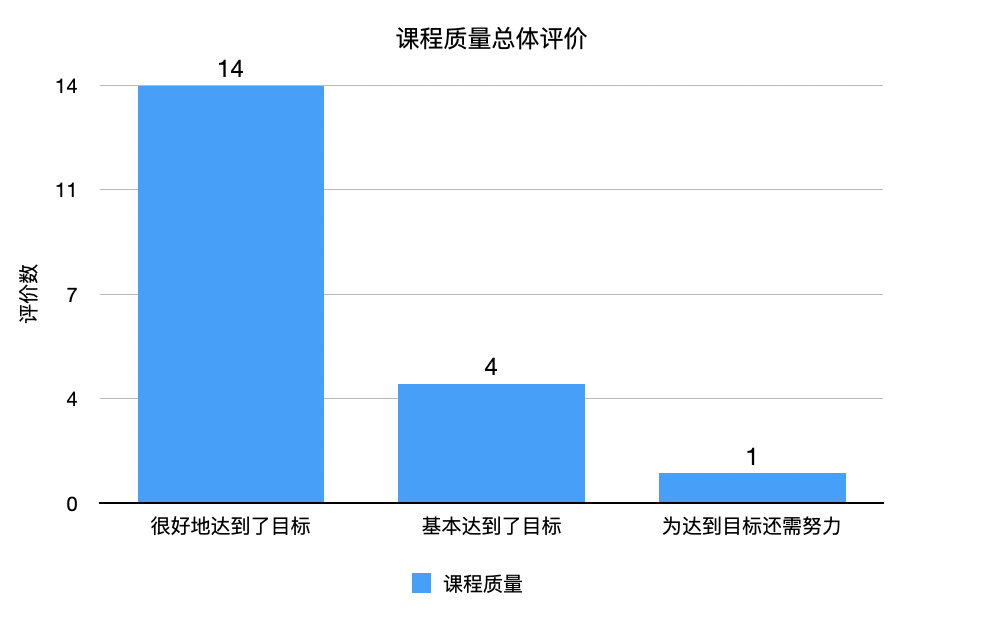 课程质量总体评价
14
14
11
评价数
7
4
4
1
0
很好地达到了目标
基本达到了目标
为达到目标还需努力
课程质量